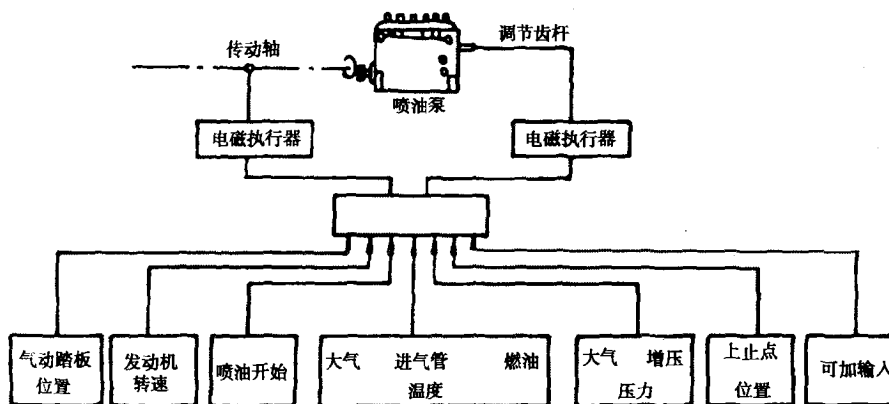 传动轴
调节齿杆
喷油泵
电磁执行器
电磁执行器
气动踏板
位置
发动机
转速
喷油开始
大气 进气管 燃油
温度
大气 增压
压力
上止点
位置
可加输入